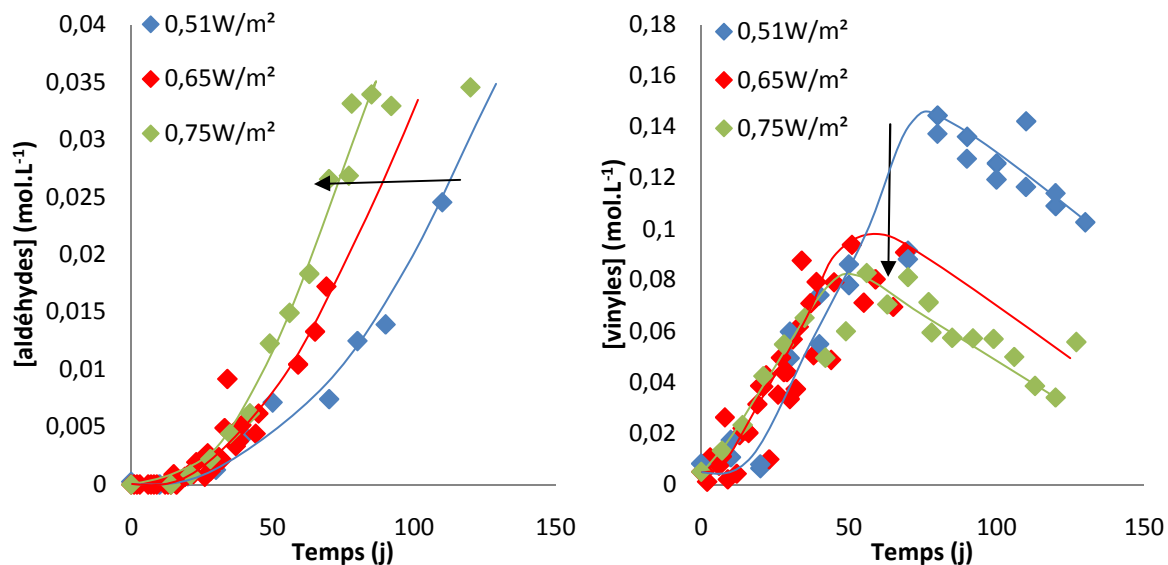 0,04
0,035
0,03
0,025
0,02
0,015
0,01
0,005
0
[aldéhydes] (mol.L⁻¹)
0,51W/m²
0,65W/m²
0,75W/m²
0 50 100 150
Temps (j)
0,18
0,16
0,14
0,12
0,1
0,08
0,06
0,04
0,02
0
[vinyles] (mol.L⁻¹)
0,51W/m²
0,65W/m²
0,75W/m²
0 50 100 150
Temps (j)